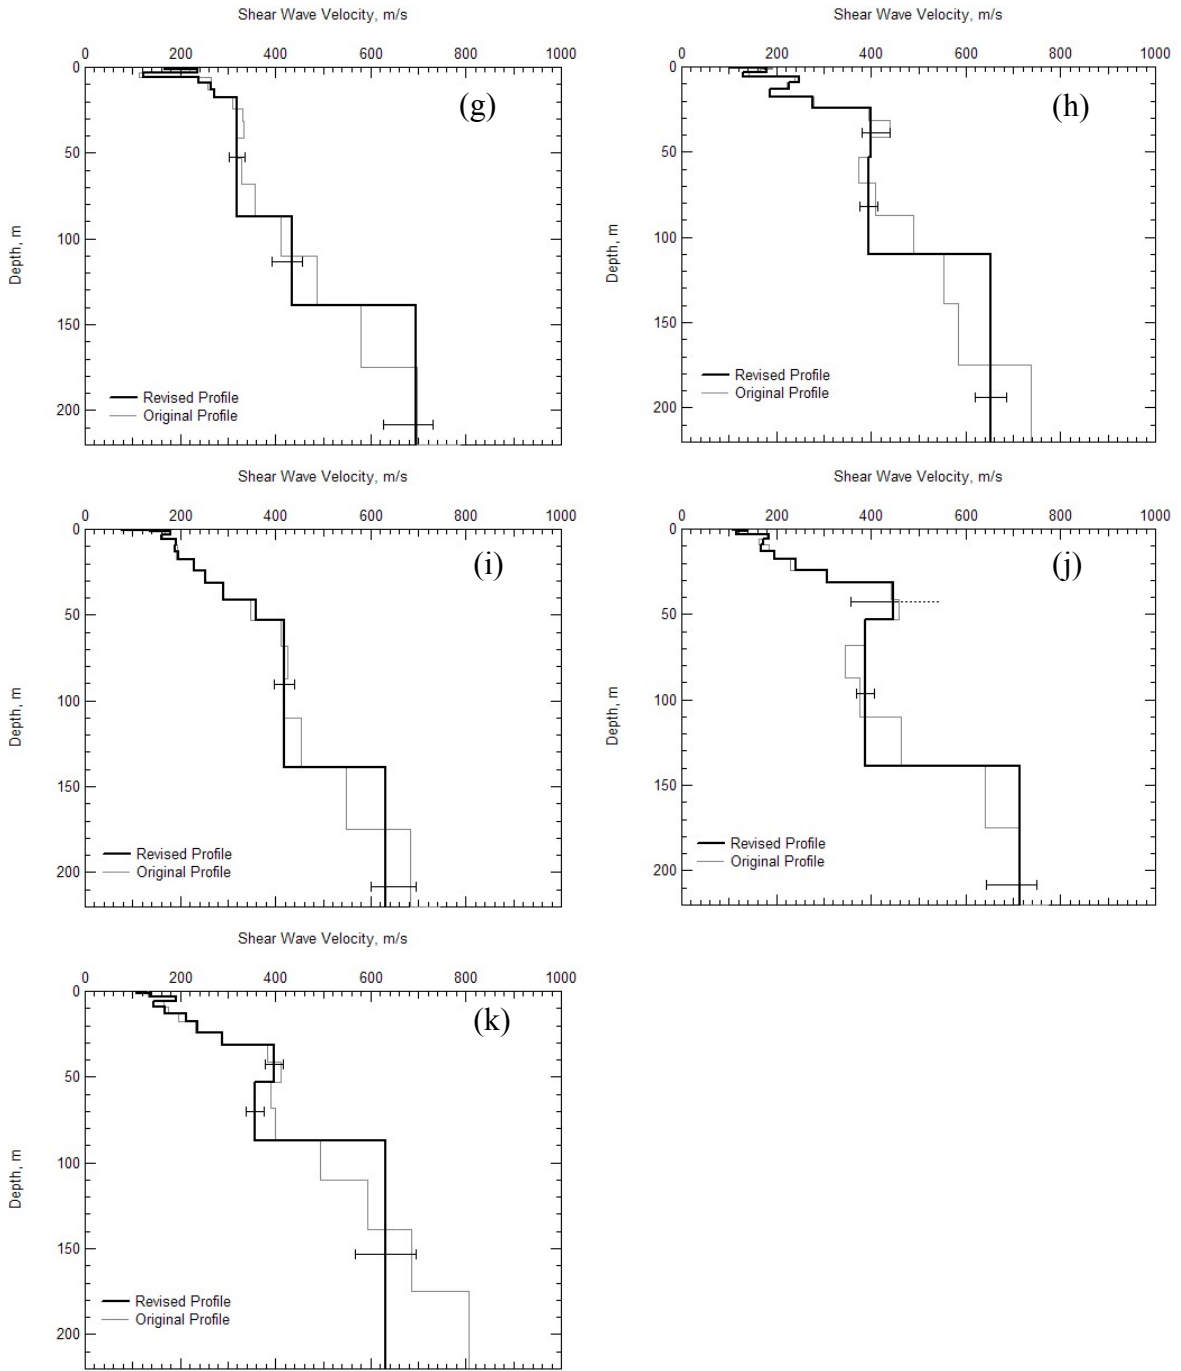 Shear Wave Velocity, m/s
0 200 400 600 800 1000
0
50
100
150
200
Depth, m
(g)
Revised Profile
Original Profile
Shear Wave Velocity, m/s
0 200 400 600 800 1000
0
50
100
150
200
Depth, m
(h)
Revised Profile
Original Profile
Shear Wave Velocity, m/s
0 200 400 600 800 1000
0
50
100
150
200
Depth, m
(i)
Revised Profile
Original Profile
Shear Wave Velocity, m/s
0 200 400 600 800 1000
0
50
100
150
200
Depth, m
(j)
Revised Profile
Original Profile
Shear Wave Velocity, m/s
0 200 400 600 800 1000
0
50
100
150
200
Depth, m
(k)
Revised Profile
Original Profile